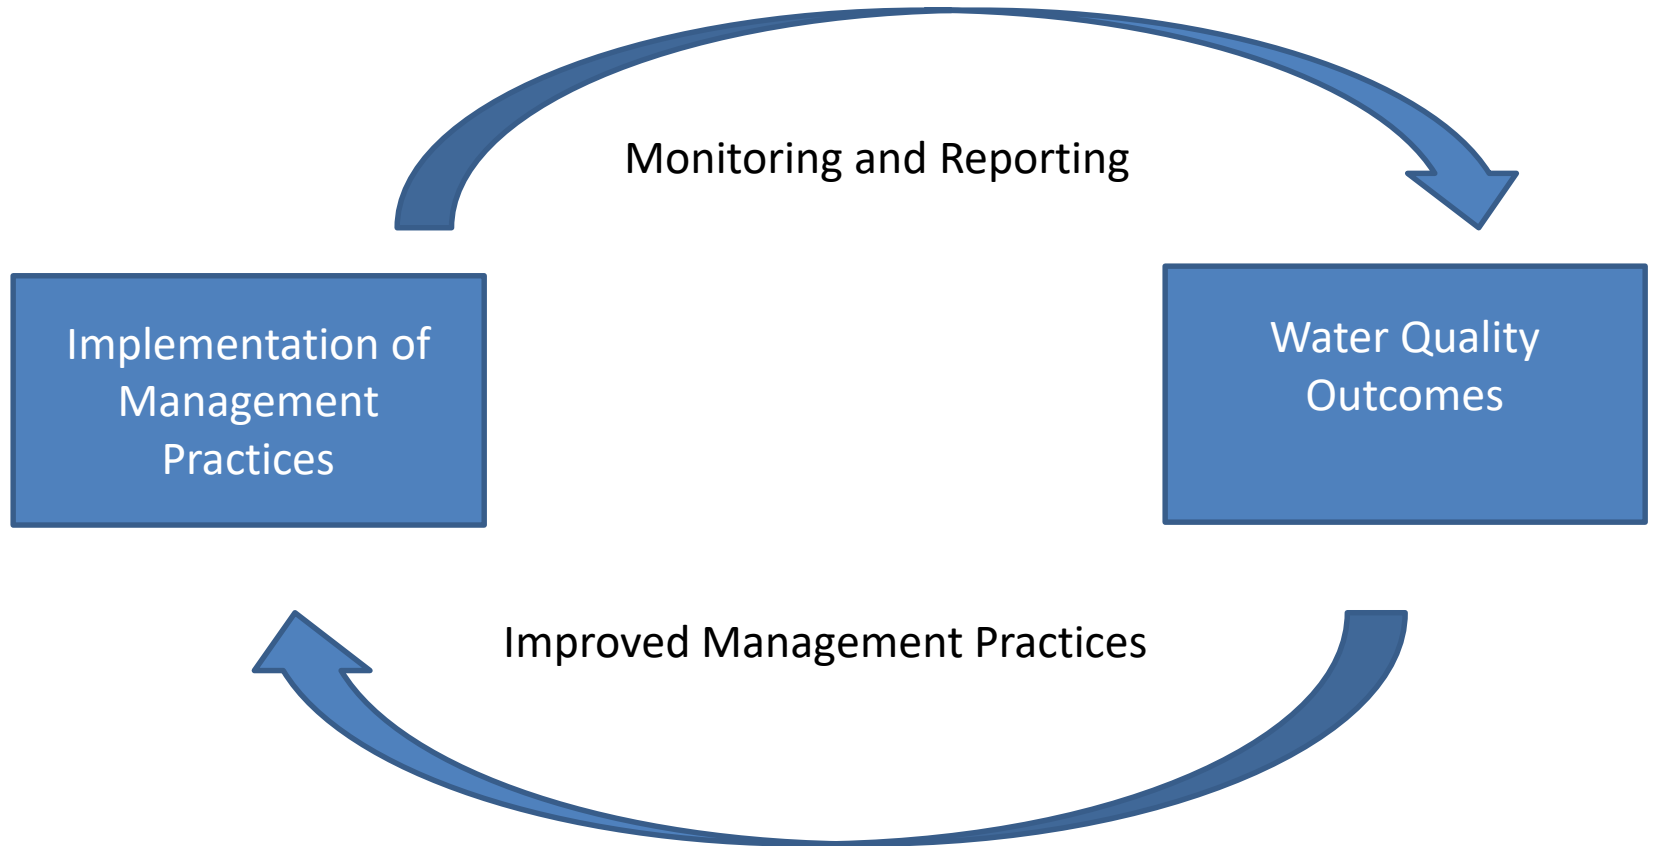 Monitoring and Reporting
Implementation of
Management
Practices
Water Quality
Outcomes
Improved Management Practices